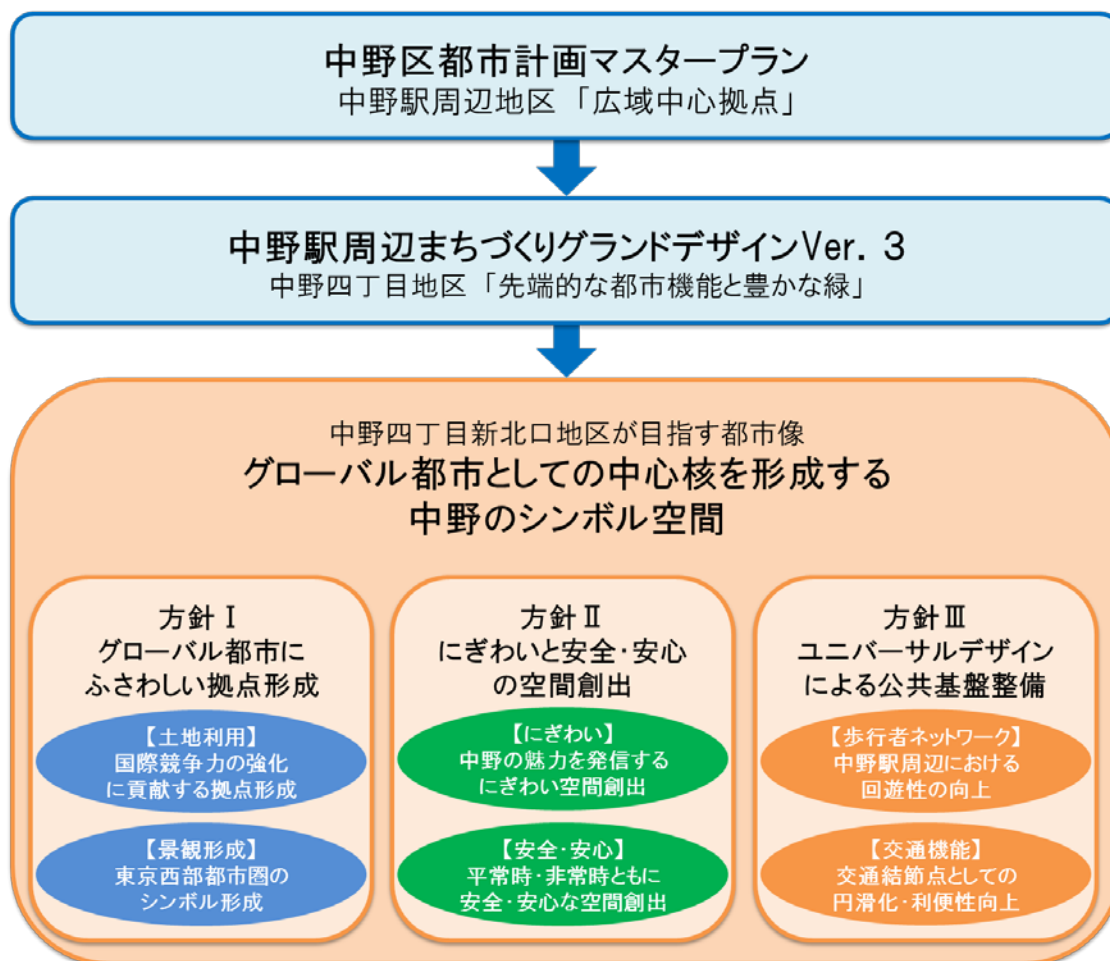 中野区都市計画マスタープラン
中野駅周辺地区 「広域中心拠点」
中野駅周辺まちづくりグランドデザインVer. 3
中野四丁目地区 「先端的な都市機能と豊かな緑」
中野四丁目新北口地区が目指す都市像
グローバル都市としての中心核を形成する
中野のシンボル空間
方針Ⅰ
グローバル都市に
ふさわしい拠点形成
【土地利用】
国際競争力の強化
に貢献する拠点形成
【景観形成】
東京西部都市圏の
シンボル形成
方針Ⅱ
にぎわいと安全・安心
の空間創出
【にぎわい】
中野の魅力を発信する
にぎわい空間創出
【安全・安心】
平常時・非常時ともに
安全・安心な空間創出
方針Ⅲ
ユニバーサルデザイン
による公共基盤整備
【歩行者ネットワーク】
中野駅周辺における
回遊性の向上
【交通機能】
交通結節点としての
円滑化・利便性向上